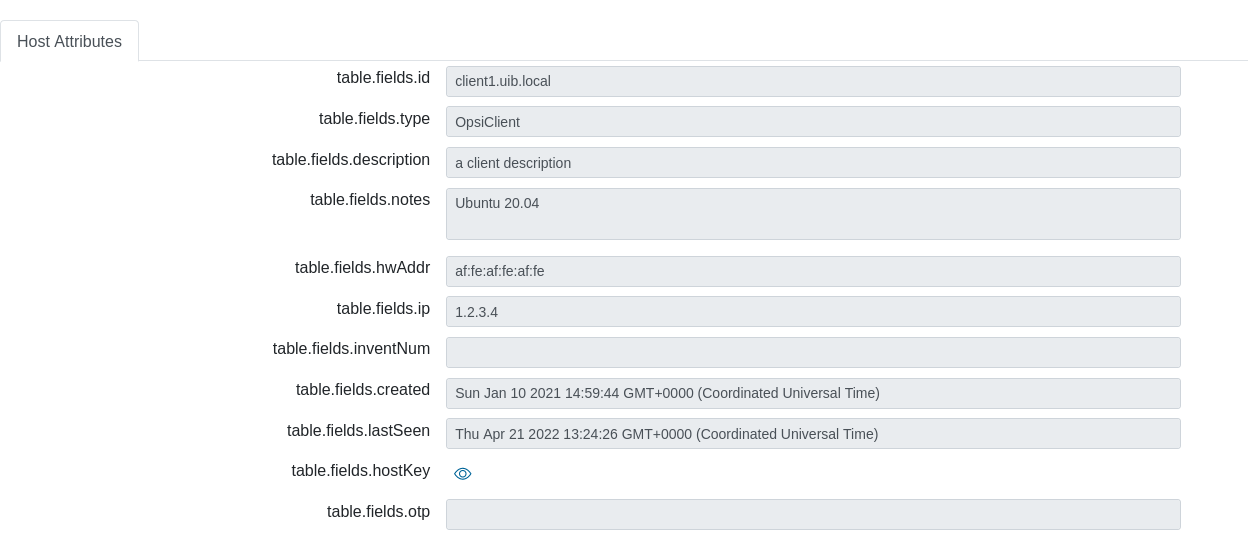 Host Attributes
table.fields.id client1.uib.local
table.fields.type OpsiClient
table.fields.description a client description
table.fields.notes Ubuntu 20.04
table.fields.hwAddr af:fe:af:fe:af:fe
table.fields.ip 1.2.3.4
table.fields.inventNum
table.fields.created Sun Jan 10 2021 14:59:44 GMT+0000 (Coordinated Universal Time)
table.fields.lastSeen Thu Apr 21 2022 13:24:26 GMT+0000 (Coordinated Universal Time)
table.fields.hostKey
table.fields.otp